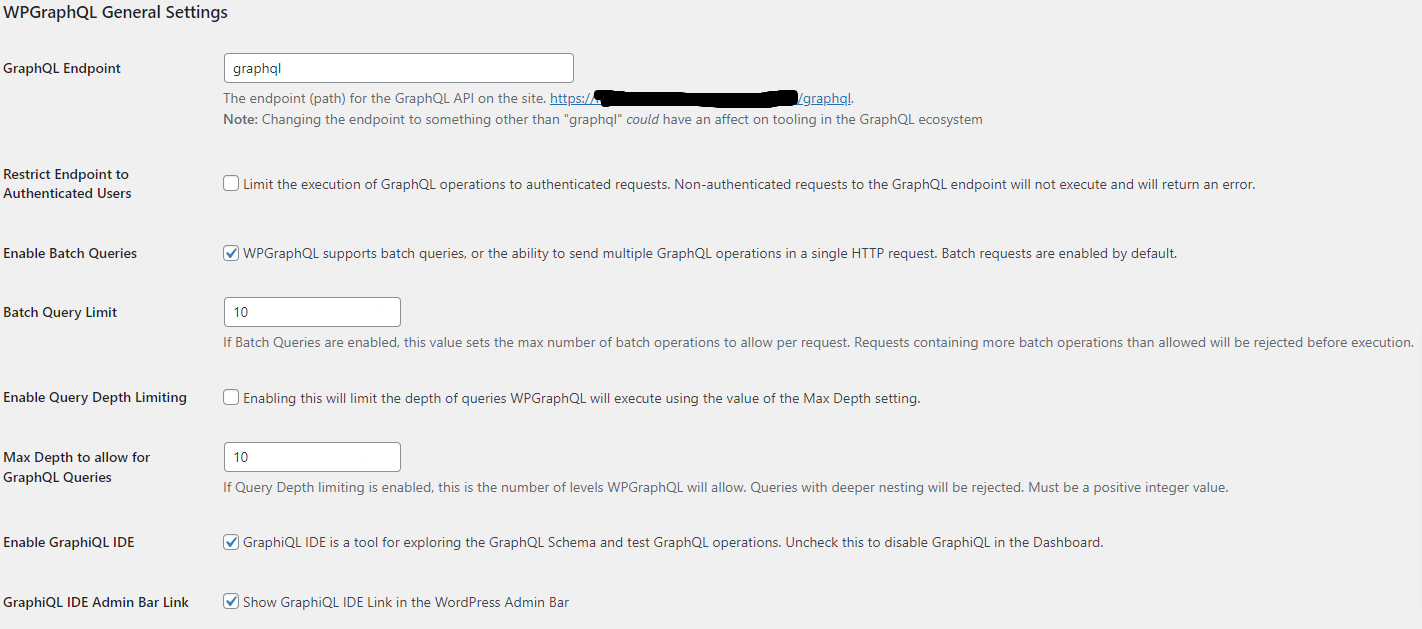 WPGraphQL General Settings
GraphQL Endpoint
graphql
The endpoint (path) for the GraphQL API on the site. https:// /graphql.
Note: Changing the endpoint to something other than "graphql" could have an affect on tooling in the GraphQL ecosystem
Restrict Endpoint to
Authenticated Users
Limit the execution of GraphQL operations to authenticated requests. Non-authenticated requests to the GraphQL endpoint will not execute and will return an error.
Enable Batch Queries
WPGraphQL supports batch queries, or the ability to send multiple GraphQL operations in a single HTTP request. Batch requests are enabled by default.
Batch Query Limit
10
If Batch Queries are enabled, this value sets the max number of batch operations to allow per request. Requests containing more batch operations than allowed will be rejected before execution.
Enable Query Depth Limiting
Enabling this will limit the depth of queries WPGraphQL will execute using the value of the Max Depth setting.
Max Depth to allow for
GraphQL Queries
10
If Query Depth limiting is enabled, this is the number of levels WPGraphQL will allow. Queries with deeper nesting will be rejected. Must be a positive integer value.
Enable GraphiQL IDE
GraphiQL IDE is a tool for exploring the GraphQL Schema and test GraphQL operations. Uncheck this to disable GraphiQL in the Dashboard.
GraphiQL IDE Admin Bar Link
Show GraphiQL IDE Link in the WordPress Admin Bar